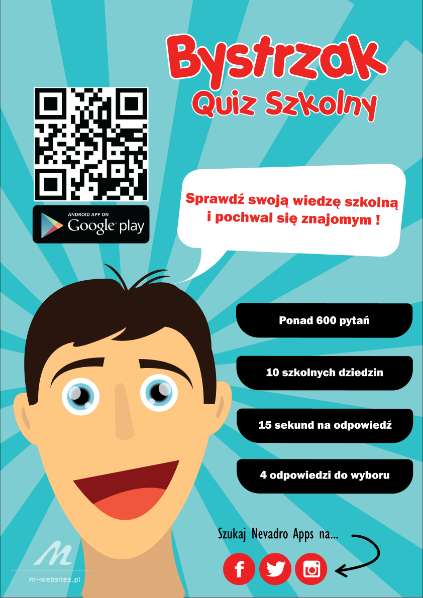 Bystrzak
Quiz Szkolny
ANDROID APP ON
Google play
Sprawdź swoją wiedzę szkolną
i pochwal się znajomym !
Ponad 600 pytań
10 szkolnych dziedzin
15 sekund na odpowiedź
4 odpowiedzi do wyboru
Szukaj Nevadro Apps na...
m-websites.pl